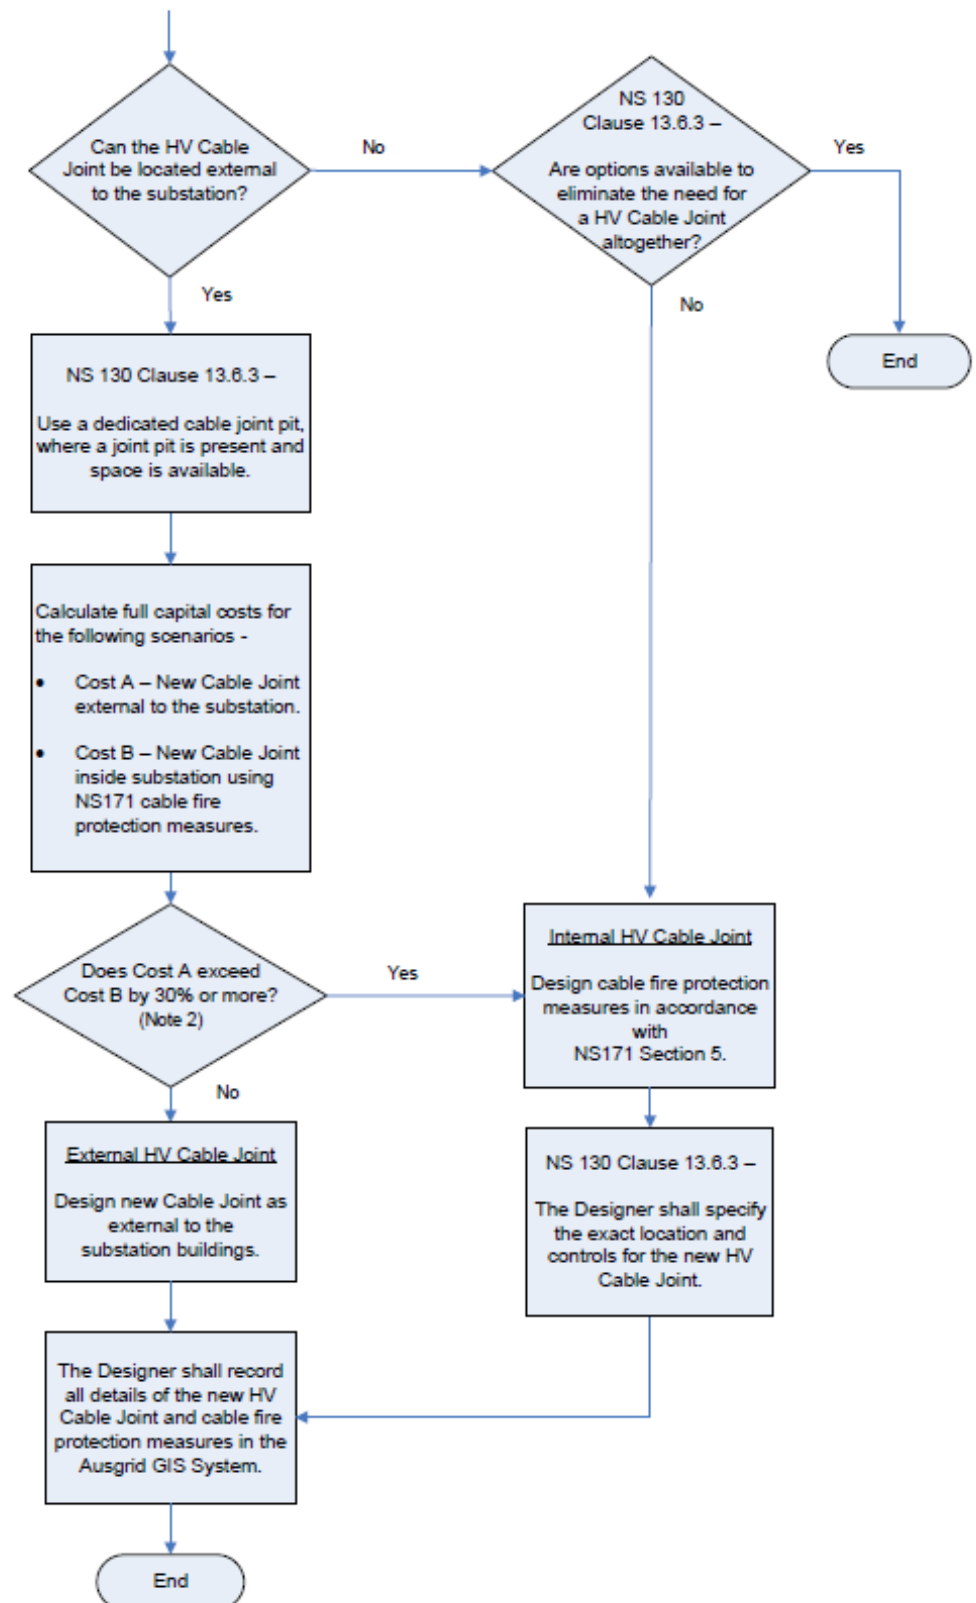 Can the HV Cable
Joint be located external
to the substation?
No
NS 130
Clause 13.6.3 –
Are options available to
eliminate the need for
a HV Cable Joint
altogether?
Yes
End
Yes
No
NS 130 Clause 13.6.3 –
Use a dedicated cable joint pit,
where a joint pit is present and
space is available.
Calculate full capital costs for
the following scenarios -
• Cost A – New Cable Joint
external to the substation.
• Cost B – New Cable Joint
inside substation using
NS171 cable fire
protection measures.
Does Cost A exceed
Cost B by 30% or more?
(Note 2)
Yes
No
Internal HV Cable Joint
Design cable fire protection
measures in accordance
with
NS171 Section 5.
External HV Cable Joint
Design new Cable Joint as
external to the
substation buildings.
NS 130 Clause 13.6.3 –
The Designer shall specify
the exact location and
controls for the new HV
Cable Joint.
The Designer shall record
all details of the new HV
Cable Joint and cable fire
protection measures in the
Ausgrid GIS System.
End